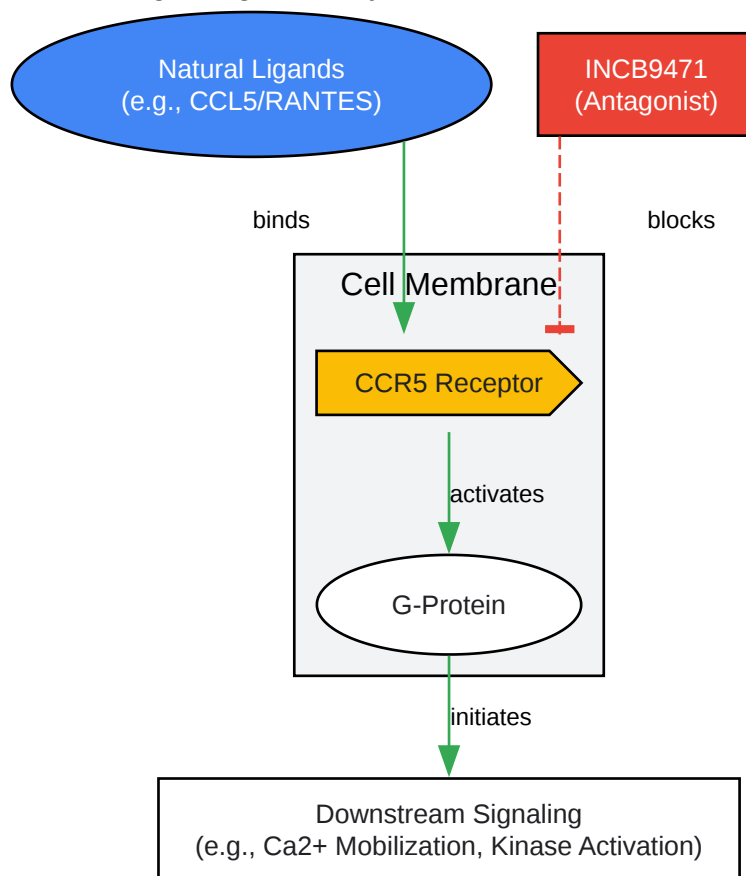 Natural Ligands
(e.g., CCL5/RANTES)
INCB9471
(Antagonist)
binds
blocks
Cell Membrane
CCR5 Receptor
activates
G-Protein
initiates
Downstream Signaling
(e.g., Ca2+ Mobilization, Kinase Activation)